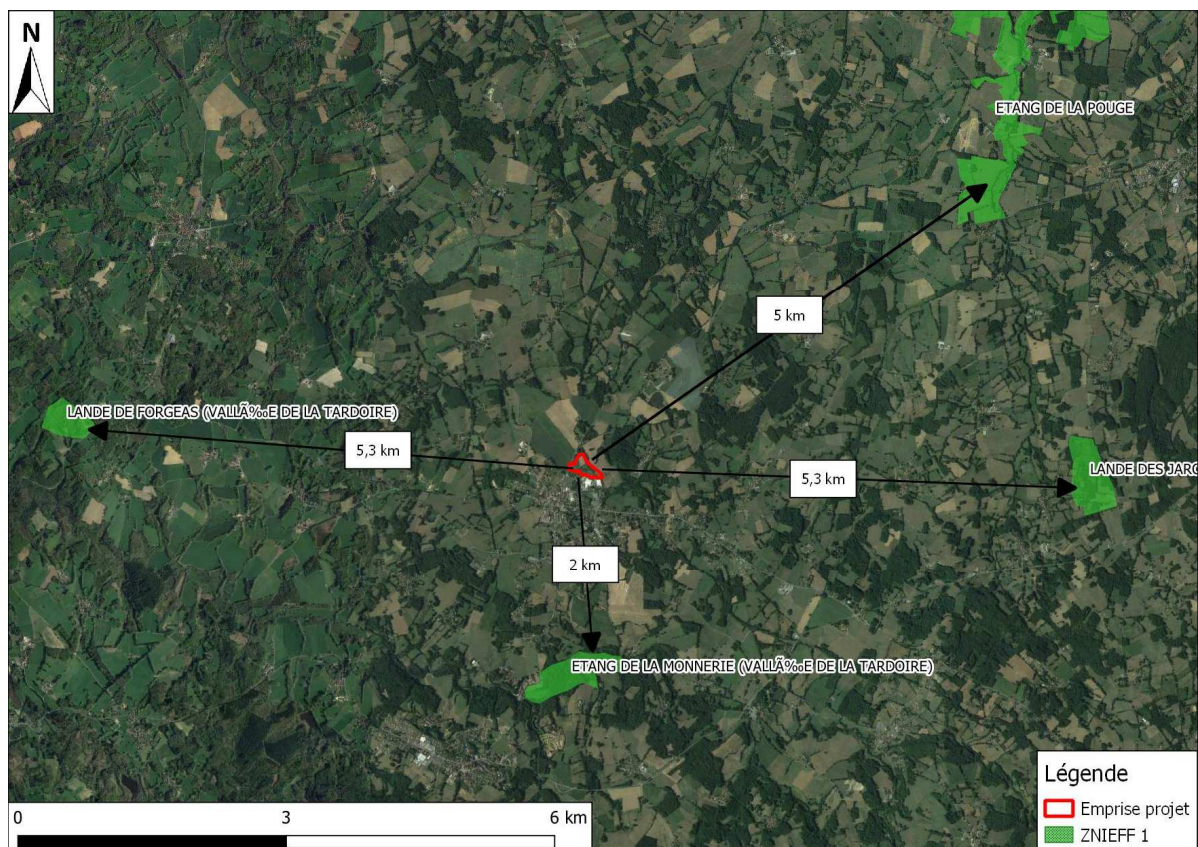 N
ETANG DE LA POUGE
5 km
LANDE DE FORGEAS (VALLÃ‰E DE LA TARDOIRE)
5,3 km
5,3 km
LANDE DES JARC
2 km
ETANG DE LA MONNERIE (VALLÃ‰E DE LA TARDOIRE)
Légende
Emprise projet
ZNIEFF 1
0 3 6 km